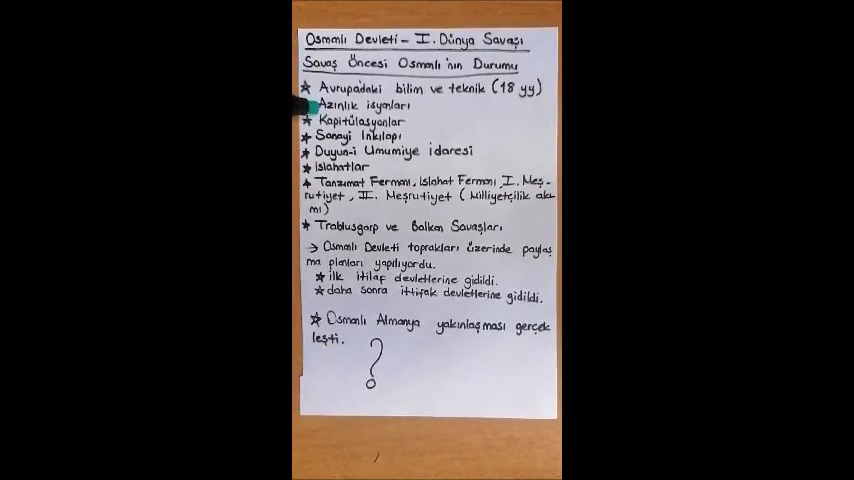 Osmanlı Devleti - I. Dünya Savaşı
Savaş Öncesi Osmanlı'nın Durumu
* Avrupadaki bilim ve teknik (18 yy)
Azınlık isyanları
* Kapitülasyonlar
* Sanayi İnkılapı
* Duyun-i Umumiye idaresi
* Islahatlar
* Tanzimat Fermanı, Islahat Fermanı, I. Meş-
rutiyet, II. Meşrutiyet (Milliyetçilik akı
mı)
* Trablusgarp ve Balkan Savaşları
→ Osmanlı Devleti toprakları üzerinde paylaş
ma planları yapılıyordu.
* ilk itilaf devletlerine gidildi.
* daha sonra ittifak devletlerine gidildi.
* Osmanlı Almanya yakınlaşması gerçek
leşti.
?